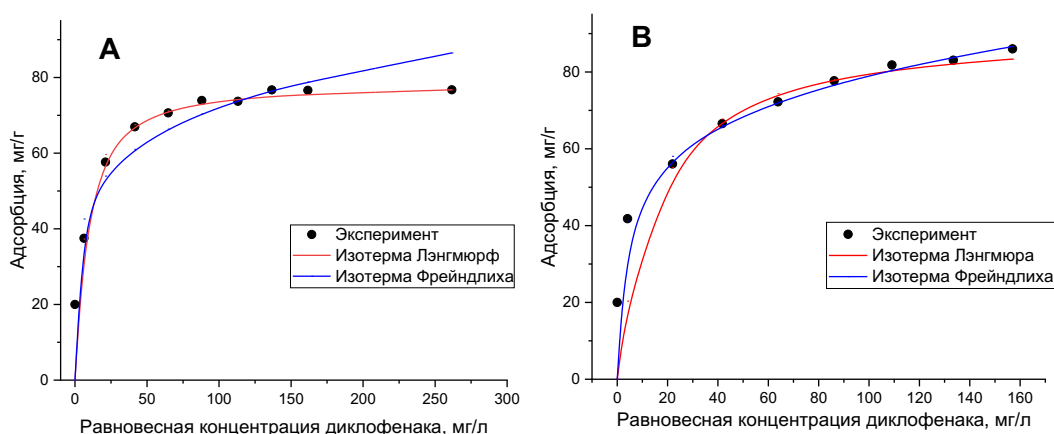 A
Адсорбция, мг/г
80
60
40
20
0
Эксперимент
Изотерма Лэнгмюрф
Изотерма Фрейндлиха
0 50 100 150 200 250 300
Равновесная концентрация диклофенака, мг/л
B
Адсорбция, мг/г
80
60
40
20
0
Эксперимент
Изотерма Лэнгмюра
Изотерма Фрейндлиха
0 20 40 60 80 100 120 140 160
Равновесная концентрация диклофенака, мг/л